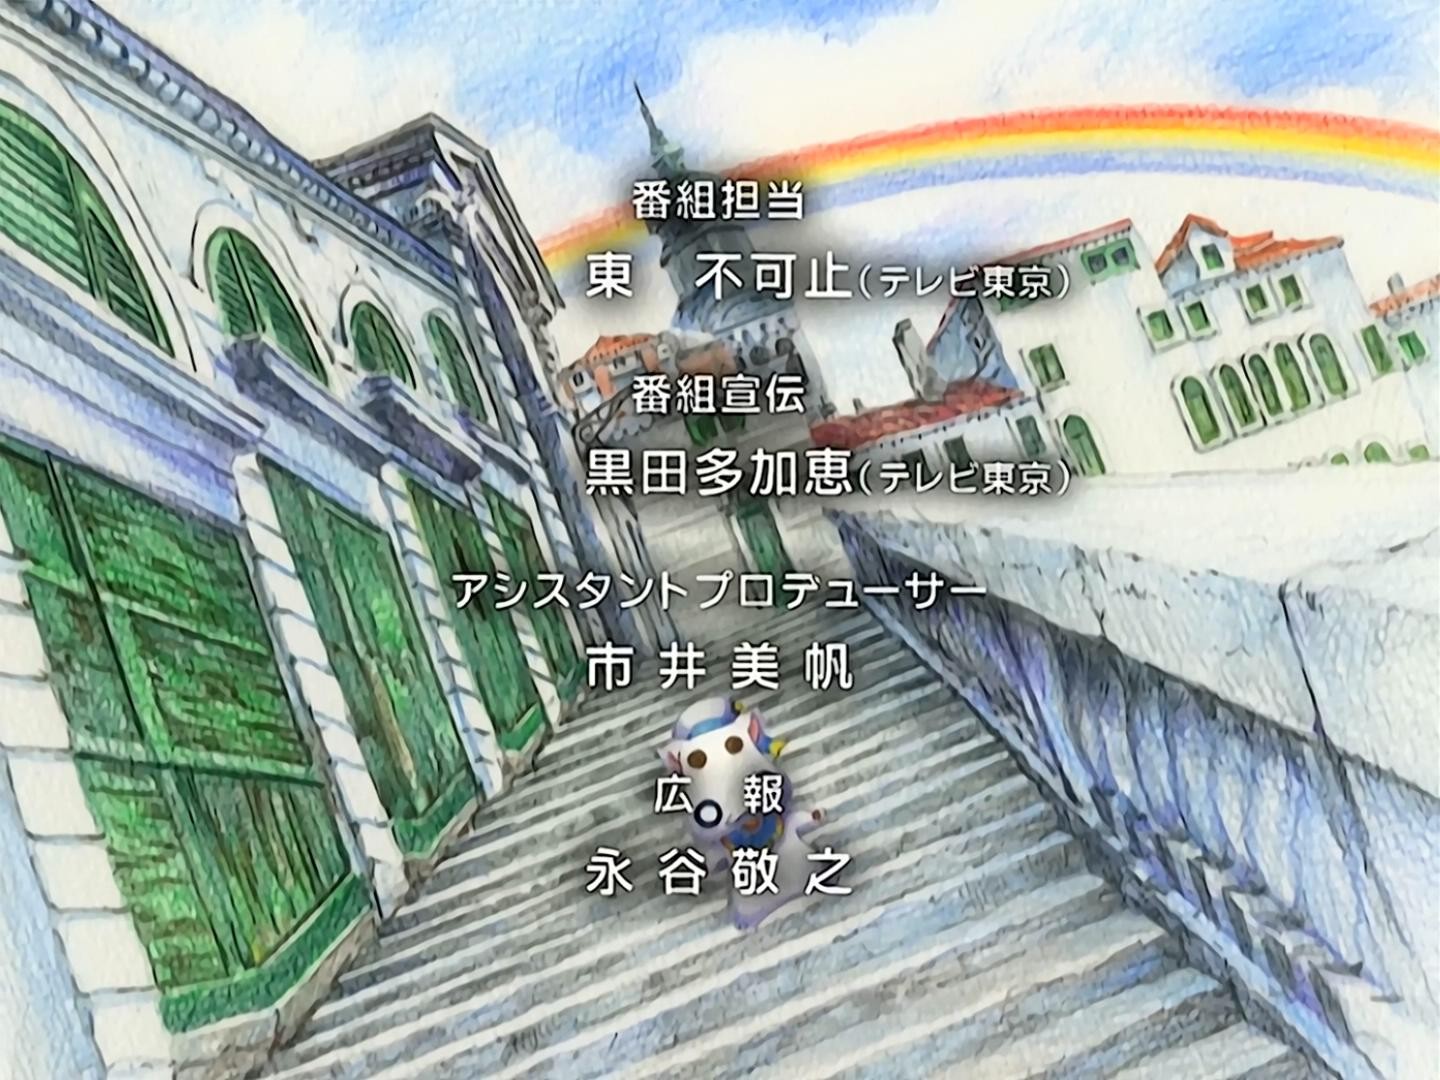 番組担当
東　不可止(テレビ東京)
番組宣伝
黒田多加恵(テレビ東京)
アシスタントプロデューサー
市井美帆
広　報
永谷敬之